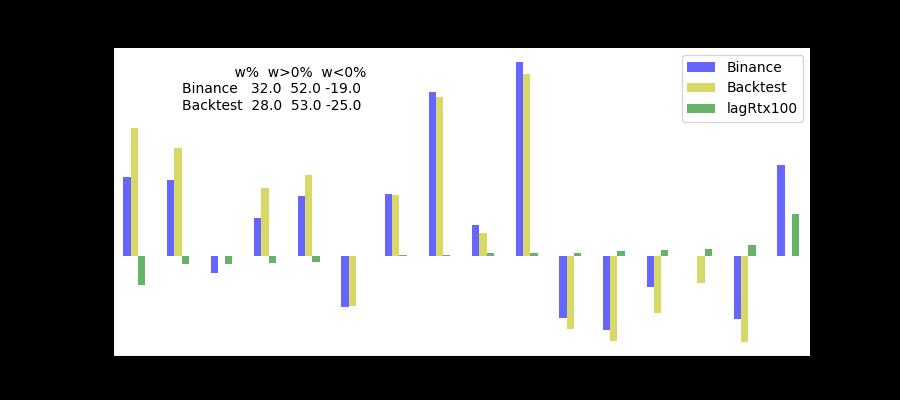 w% w>0% w<0%
Binance 32.0 52.0 -19.0
Backtest 28.0 53.0 -25.0
Binance
Backtest
lagRtx100